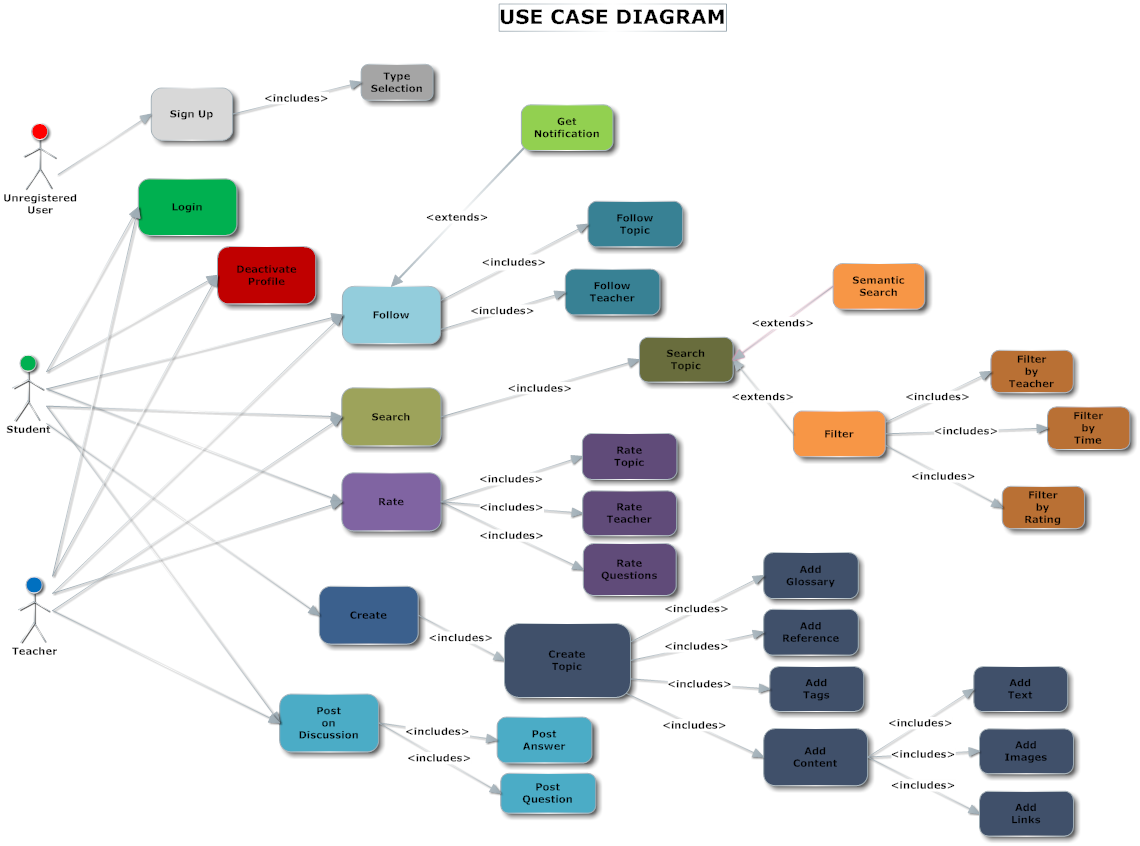 USE CASE DIAGRAM
Type
Selection
<includes>
Sign Up
Get
Notification
Unregistered
User
Login
<extends>
Follow
Topic
<includes>
Deactivate
Profile
Semantic
Search
Follow
Teacher
<includes>
Follow
<extends>
Search
Topic
Filter
by
Teacher
<includes>
<extends>
<includes>
Student
Search
Filter
<includes>
Filter
by
Time
Rate
Topic
<includes>
<includes>
Rate
<includes>
Rate
Teacher
Filter
by
Rating
<includes>
Rate
Questions
Add
Glossary
<includes>
Create
<includes>
Add
Reference
<includes>
Teacher
Create
Topic
<includes>
Add
Tags
Add
Text
<includes>
<includes>
Post
on
Discussion
<includes>
Post
Answer
<includes>
Add
Content
<includes>
Add
Images
<includes>
Post
Question
Add
Links